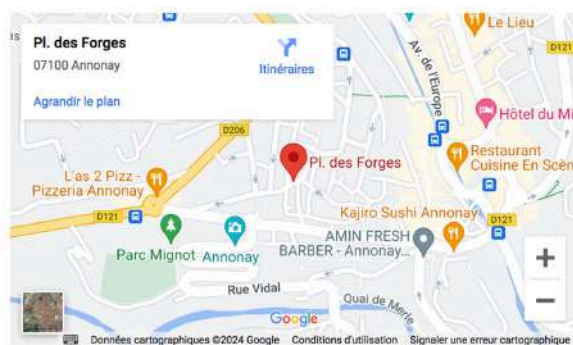 Pl. des Forges
07100 Annonay
Itinéraires
Agrandir le plan
Le Lieu
D121
Av. de l'Europe
Hôtel du Mi
D206
L'as 2 Pizz -
Pizzeria Annonay
Pl. des Forges
Restaurant
Cuisine En Scèn
D121
Kajiro Sushi Annonay
D121
Parc Mignot
Annonay
AMIN FRESH
BARBER - Annonay...
Rue Vidal
Quai de Merle
+
−
Google
Données cartographiques ©2024 Google
Conditions d'utilisation
Signaler une erreur cartographique